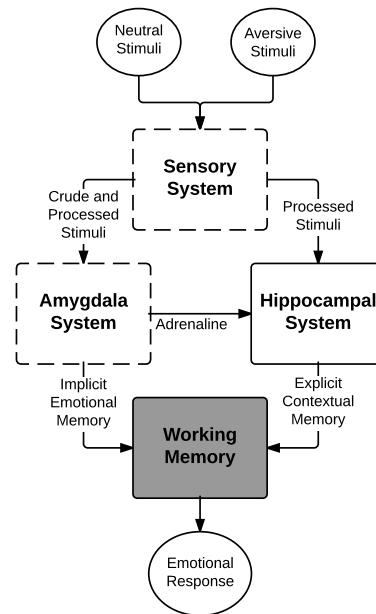 Neutral
Stimuli
Aversive
Stimuli
Sensory
System
Crude and
Processed
Stimuli
Processed
Stimuli
Amygdala
System
Adrenaline
Hippocampal
System
Implicit
Emotional
Memory
Explicit
Contextual
Memory
Working
Memory
Emotional
Response